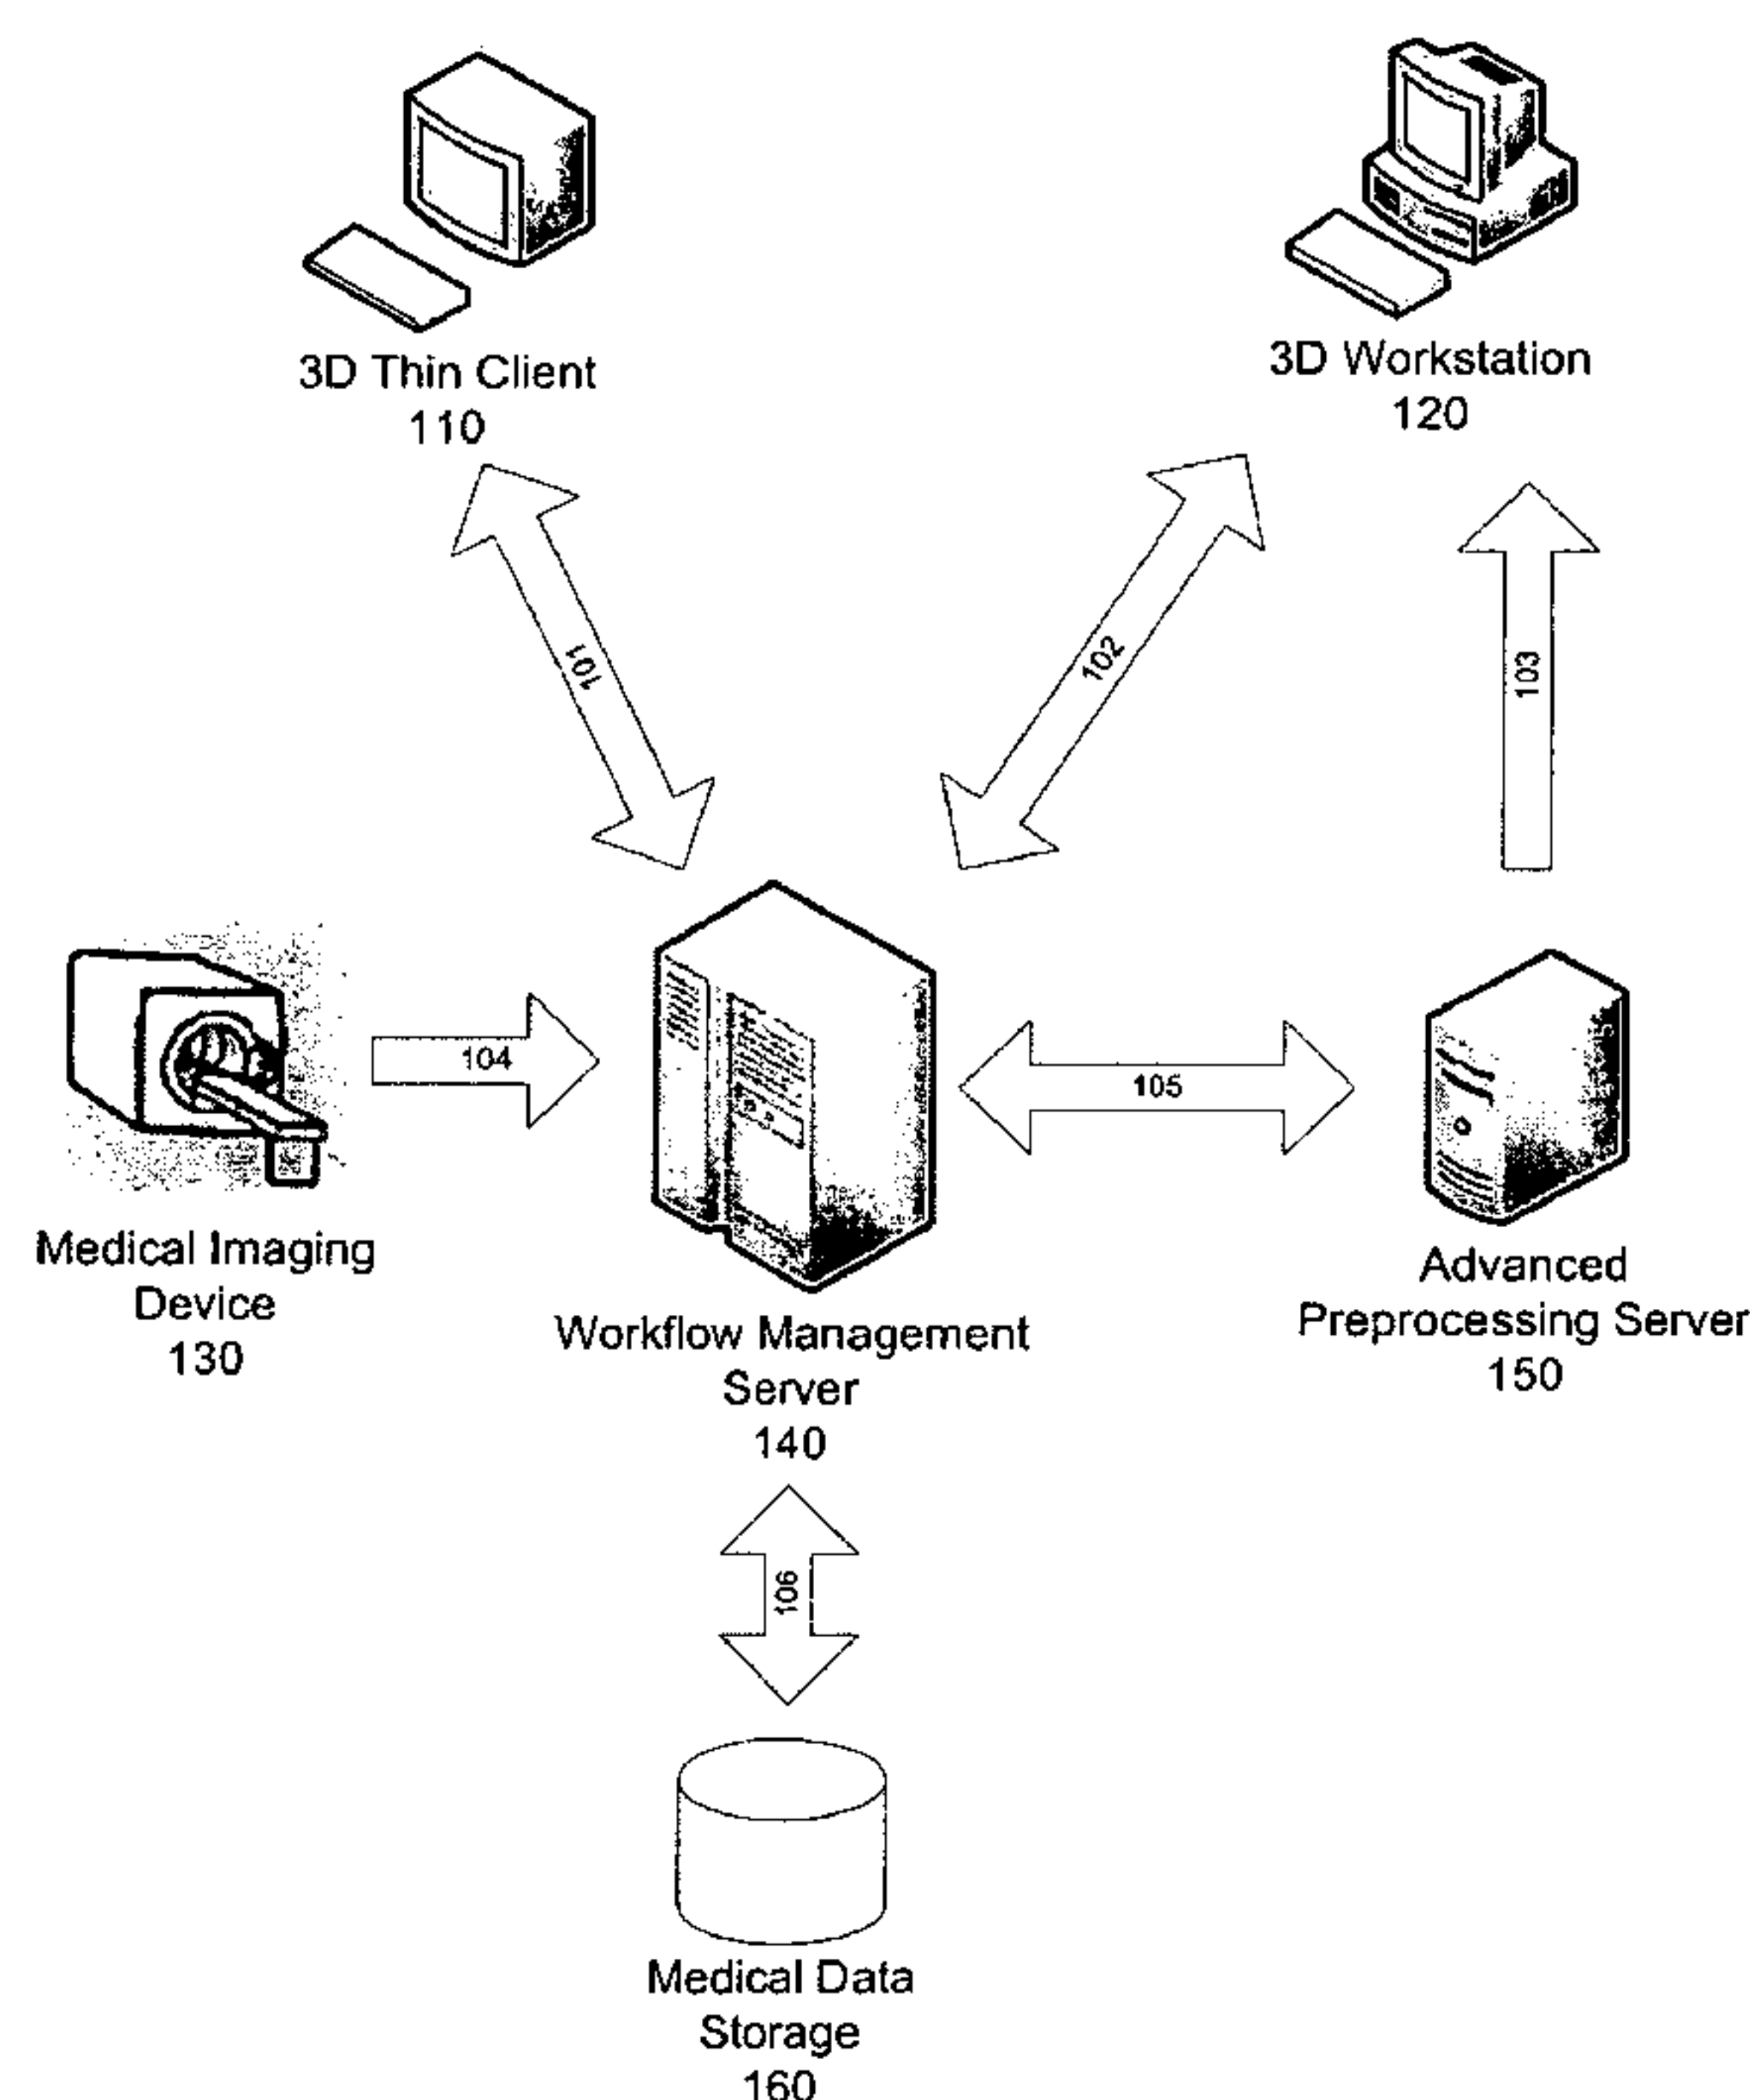 3D Thin Client
110
3D Workstation
120
101
102
103
104
105
Medical Imaging
Device
130
Workflow Management
Server
140
Advanced
Preprocessing Server
150
106
Medical Data
Storage
160